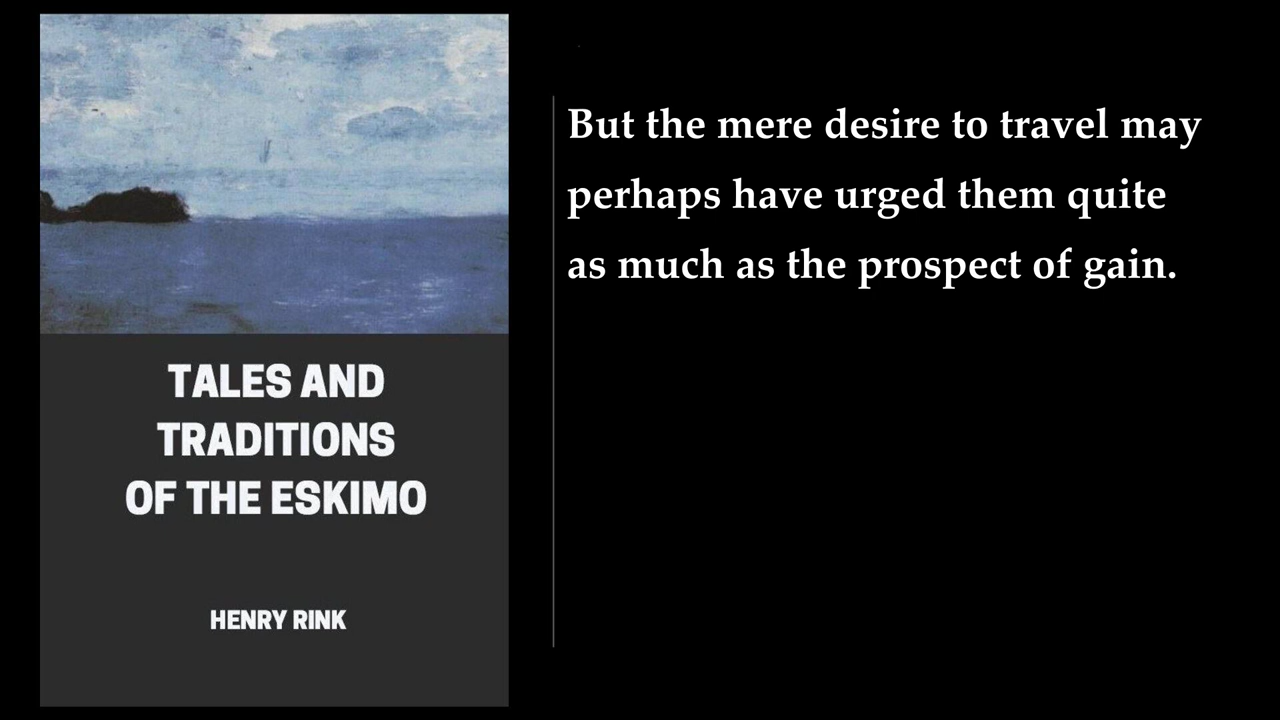 TALES AND
TRADITIONS
OF THE ESKIMO
HENRY RINK
But the mere desire to travel may
perhaps have urged them quite
as much as the prospect of gain.